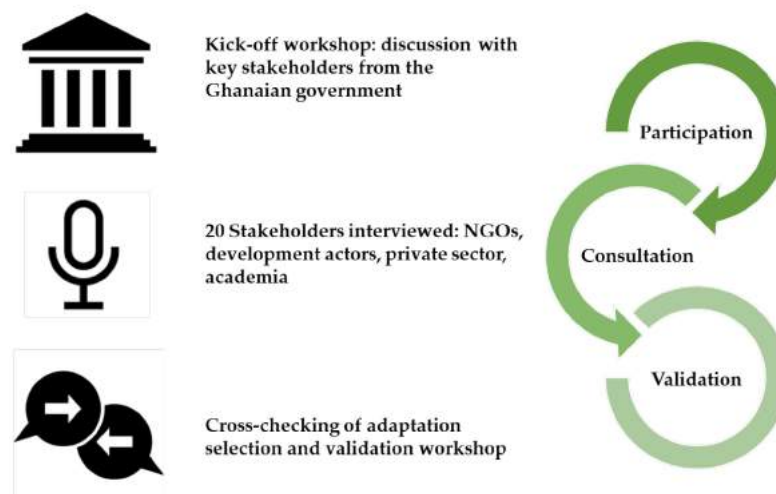 Kick-off workshop: discussion with
key stakeholders from the
Ghanaian government
Participation
20 Stakeholders interviewed: NGOs,
development actors, private sector,
academia
Consultation
Cross-checking of adaptation
selection and validation workshop
Validation